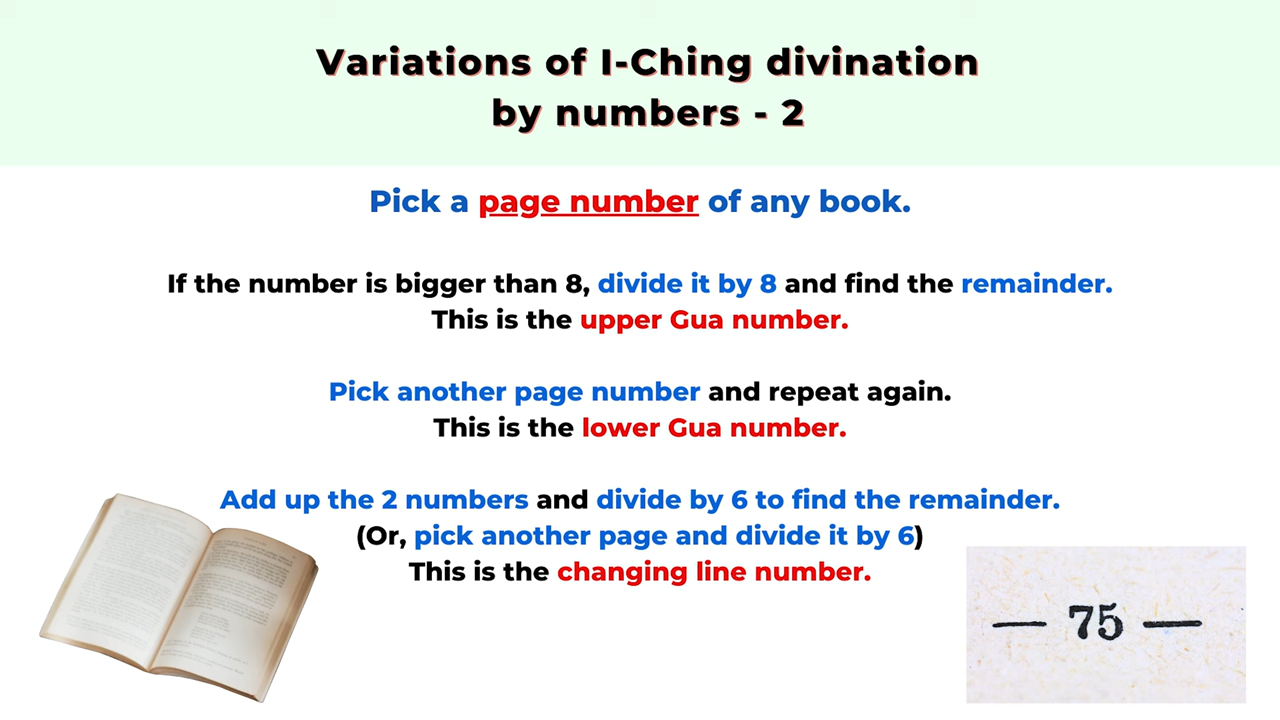 Variations of I-Ching divination
by numbers - 2
Pick a page number of any book.
If the number is bigger than 8, divide it by 8 and find the remainder.
This is the upper Gua number.
Pick another page number and repeat again.
This is the lower Gua number.
Add up the 2 numbers and divide by 6 to find the remainder.
(Or, pick another page and divide it by 6)
This is the changing line number.
— 75 —